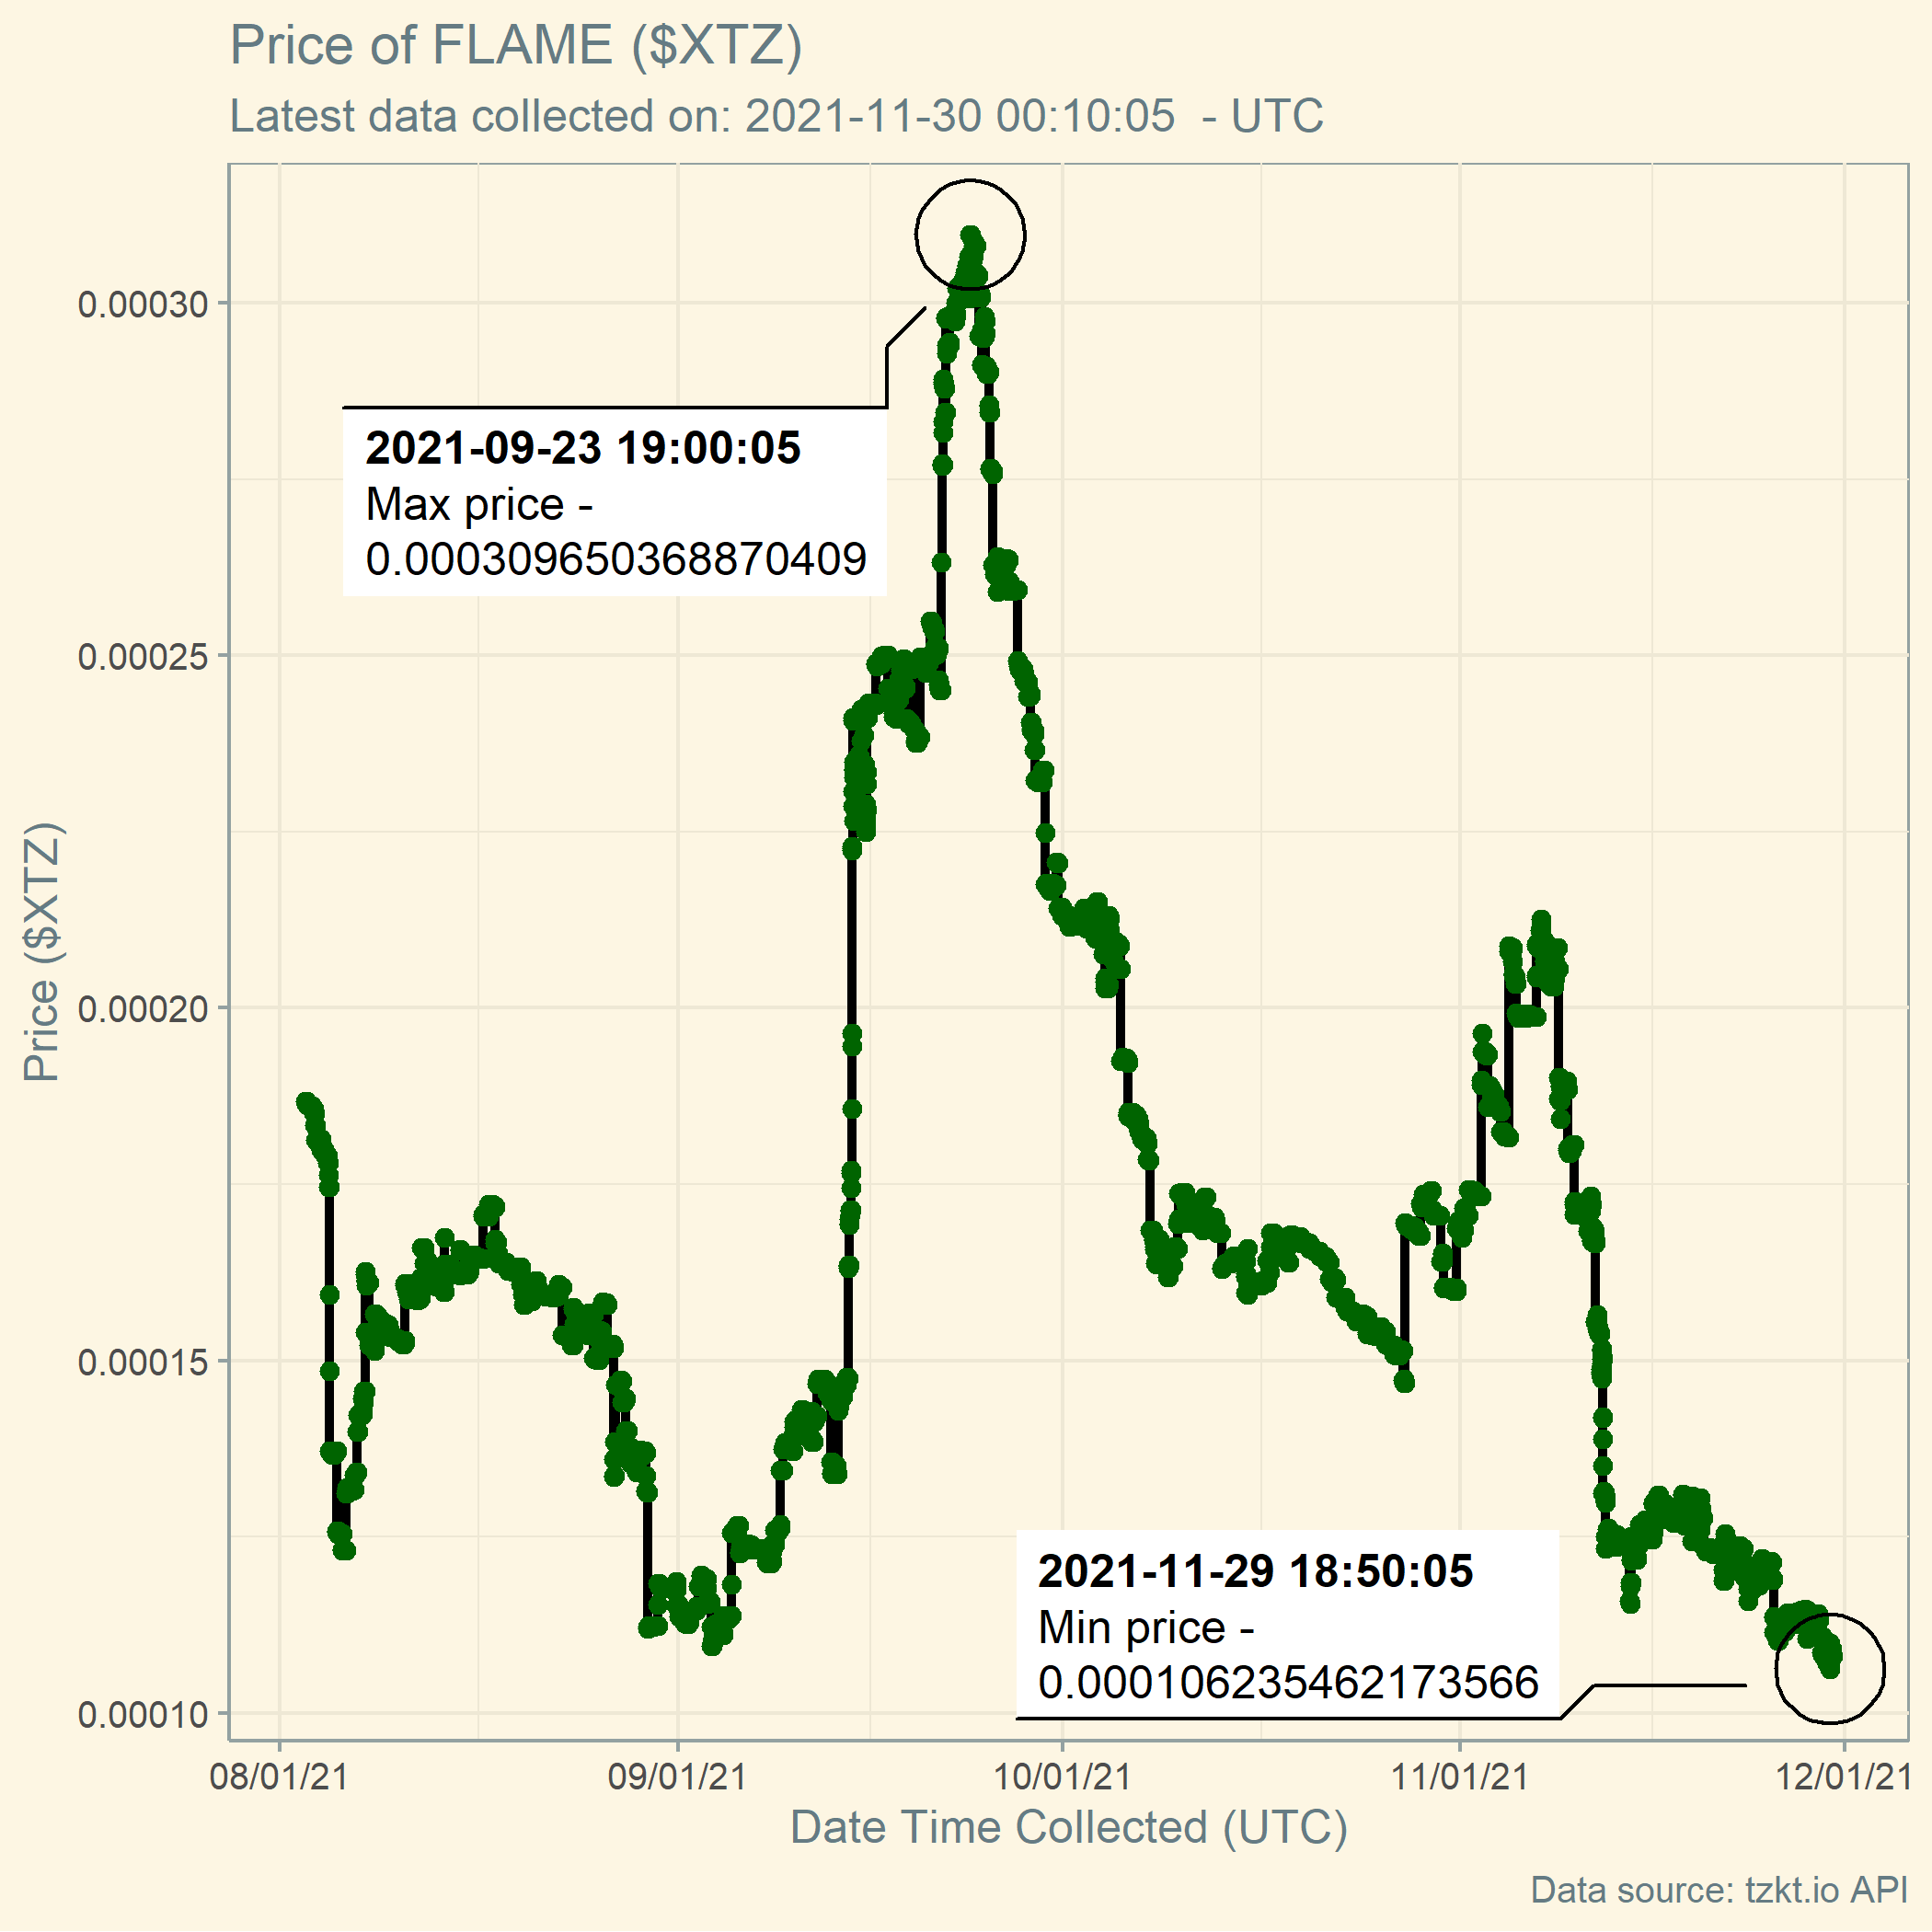 Price of FLAME ($XTZ)
Latest data collected on: 2021-11-30 00:10:05 - UTC
Price ($XTZ)
0.00030
0.00025
0.00020
0.00015
0.00010
2021-09-23 19:00:05
Max price -
0.000309650368870409
2021-11-29 18:50:05
Min price -
0.000106235462173566
08/01/21
09/01/21
10/01/21
11/01/21
12/01/21
Date Time Collected (UTC)
Data source: tzkt.io API